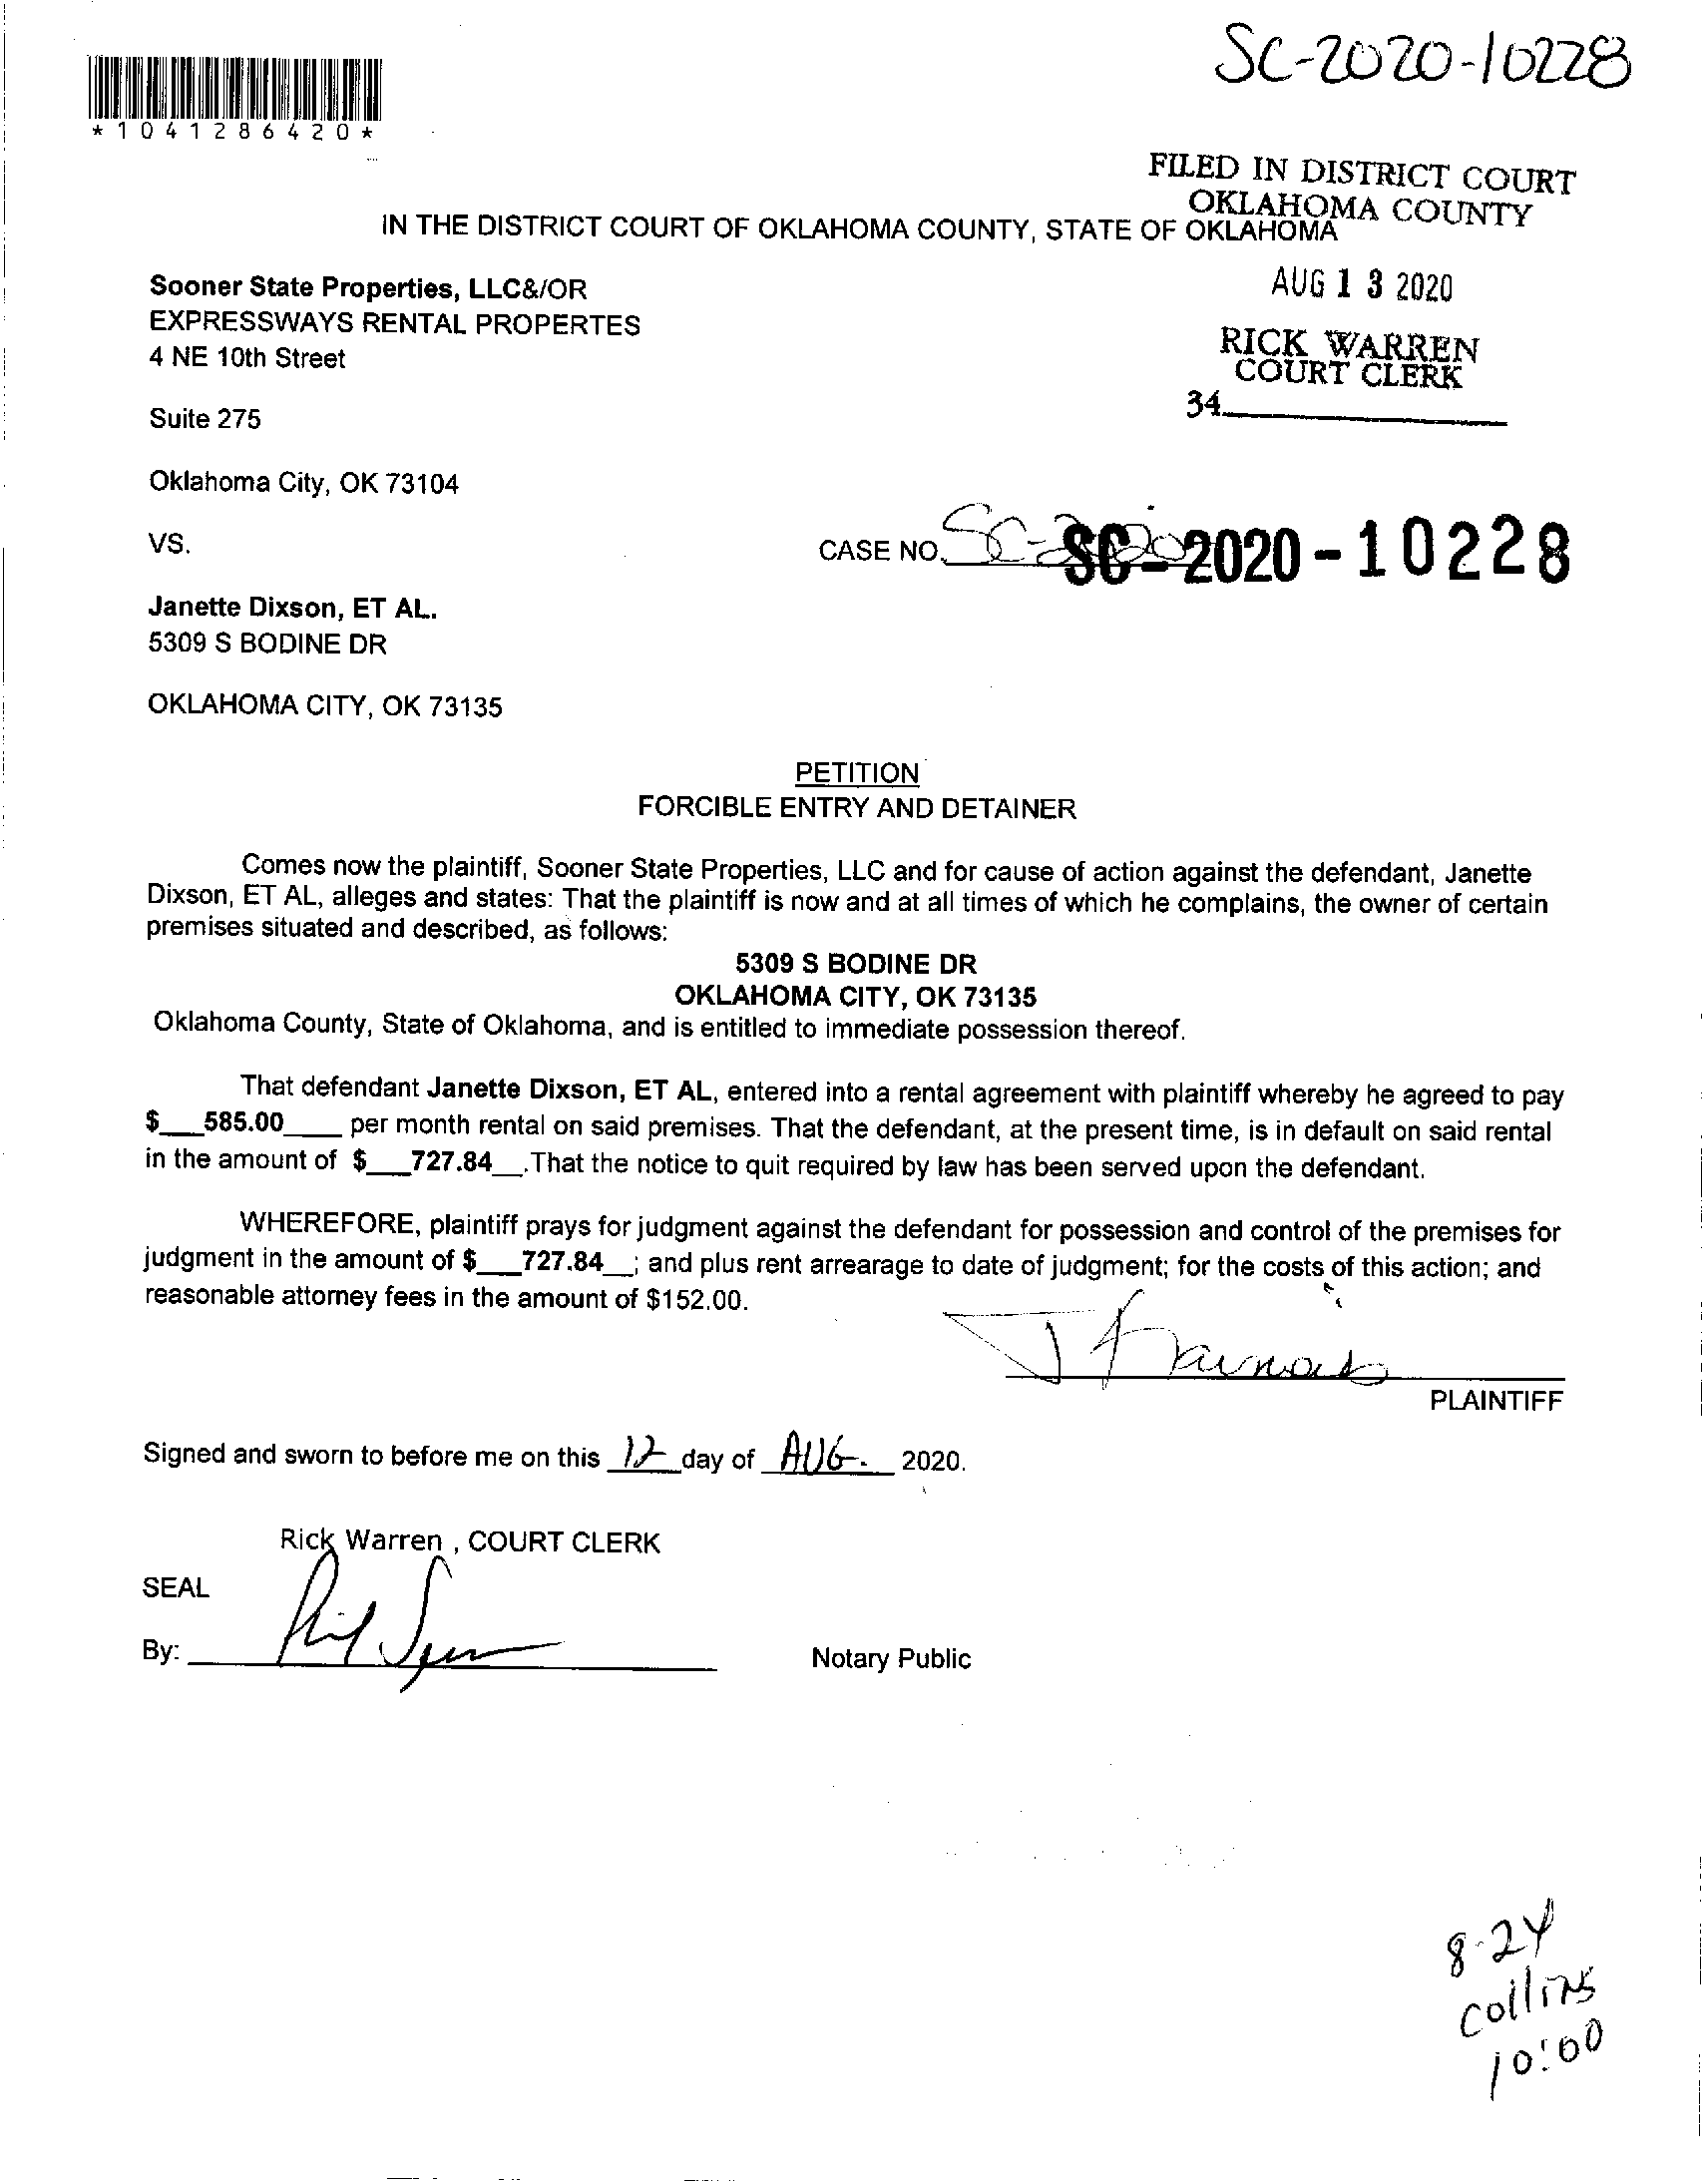 SC-2020-10228
*1041286420*
FILED IN DISTRICT COURT
OKLAHOMA COUNTY
IN THE DISTRICT COURT OF OKLAHOMA COUNTY, STATE OF OKLAHOMA
Sooner State Properties, LLC&/OR
AUG 13 2020
EXPRESSWAYS RENTAL PROPERTES
RICK WARREN
4 NE 10th Street
COURT CLERK
34
Suite 275
Oklahoma City, OK 73104
VS.
CASE NO. SC-2020-10228
Janette Dixson, ET AL.
5309 S BODINE DR
OKLAHOMA CITY, OK 73135
PETITION
FORCIBLE ENTRY AND DETAINER
Comes now the plaintiff, Sooner State Properties, LLC and for cause of action against the defendant, Janette
Dixson, ET AL, alleges and states: That the plaintiff is now and at all times of which he complains, the owner of certain
premises situated and described, as follows:
5309 S BODINE DR
OKLAHOMA CITY, OK 73135
Oklahoma County, State of Oklahoma, and is entitled to immediate possession thereof.
That defendant Janette Dixson, ET AL, entered into a rental agreement with plaintiff whereby he agreed to pay
$___585.00____ per month rental on said premises. That the defendant, at the present time, is in default on said rental
in the amount of $___727.84__.That the notice to quit required by law has been served upon the defendant.
WHEREFORE, plaintiff prays for judgment against the defendant for possession and control of the premises for
judgment in the amount of $___727.84__; and plus rent arrearage to date of judgment; for the costs of this action; and
reasonable attorney fees in the amount of $152.00.
PLAINTIFF
Signed and sworn to before me on this 12 day of AUG. 2020.
Rick Warren , COURT CLERK
SEAL
By:
Notary Public
8-24
Collins
10:00